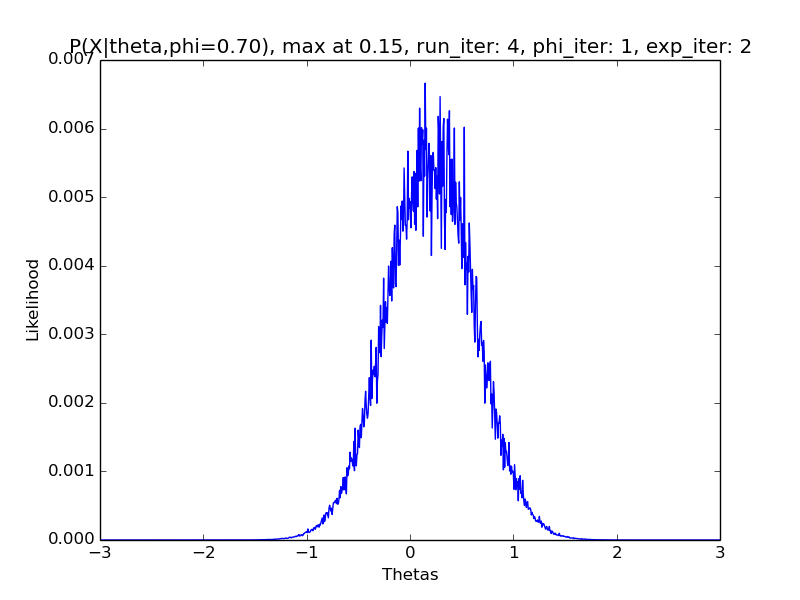 P(X|theta,phi=0.70), max at 0.15, run_iter: 4, phi_iter: 1, exp_iter: 2
0.007
0.006
0.005
0.004
0.003
0.002
0.001
0.000
Likelihood
−3 −2 −1 0 1 2 3
Thetas